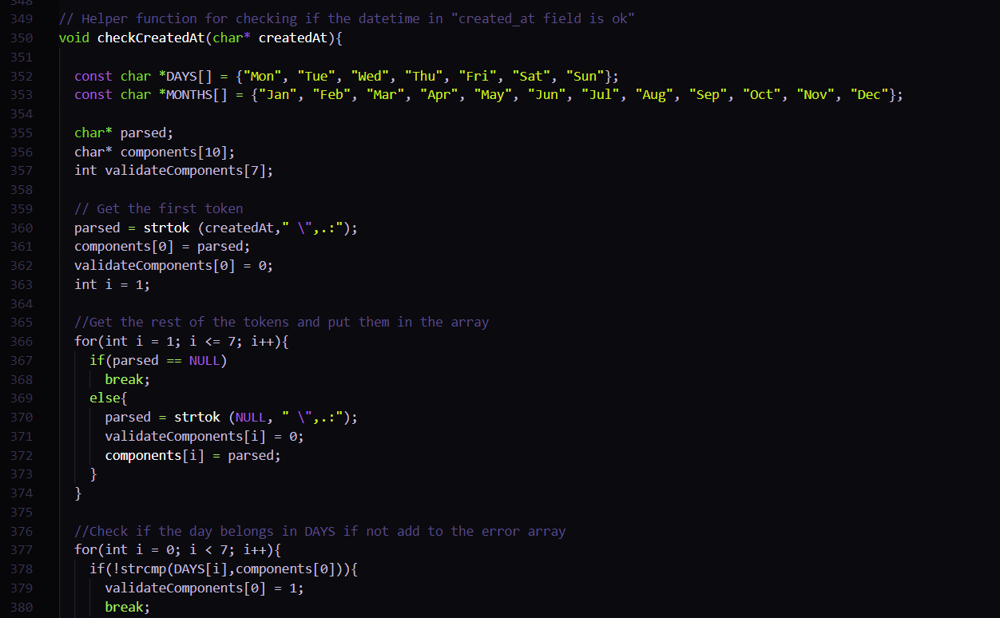 348
349 // Helper function for checking if the datetime in "created_at field is ok"
350 void checkCreatedAt(char* createdAt){
351
352   const char *DAYS[] = {"Mon", "Tue", "Wed", "Thu", "Fri", "Sat", "Sun"};
353   const char *MONTHS[] = {"Jan", "Feb", "Mar", "Apr", "May", "Jun", "Jul", "Aug", "Sep", "Oct", "Nov", "Dec"};
354
355   char* parsed;
356   char* components[10];
357   int validateComponents[7];
358
359   // Get the first token
360   parsed = strtok (createdAt," \",.:");
361   components[0] = parsed;
362   validateComponents[0] = 0;
363   int i = 1;
364
365   //Get the rest of the tokens and put them in the array
366   for(int i = 1; i <= 7; i++){
367     if(parsed == NULL)
368       break;
369     else{
370       parsed = strtok (NULL, " \",.:");
371       validateComponents[i] = 0;
372       components[i] = parsed;
373     }
374   }
375
376   //Check if the day belongs in DAYS if not add to the error array
377   for(int i = 0; i < 7; i++){
378     if(!strcmp(DAYS[i],components[0])){
379       validateComponents[0] = 1;
380       break;